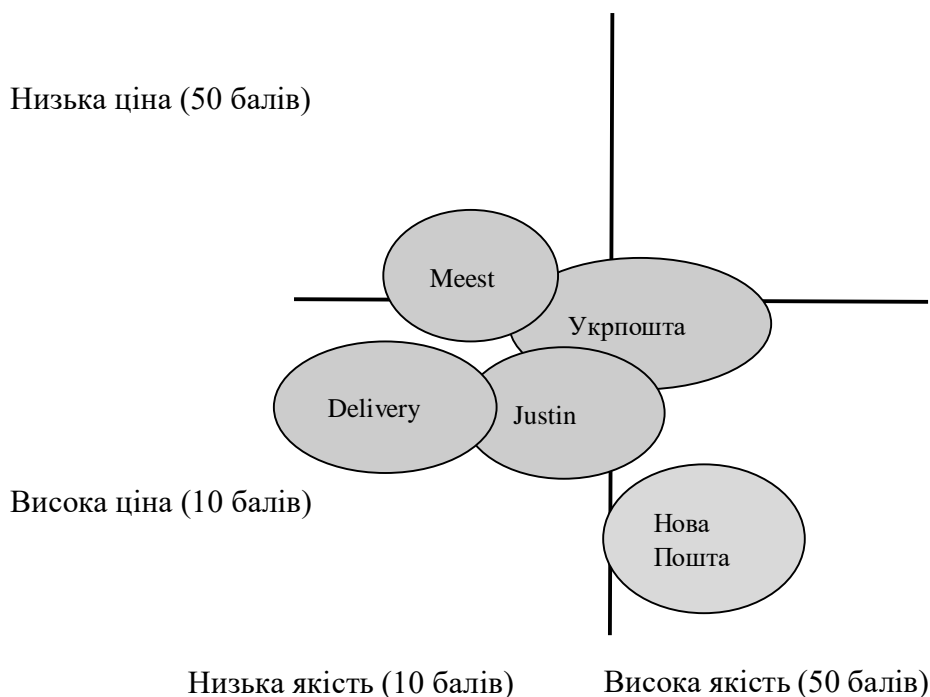 Низька ціна (50 балів)
Meest
Укрпошта
Delivery
Justin
Висока ціна (10 балів)
Нова
Пошта
Низька якість (10 балів)
Висока якість (50 балів)